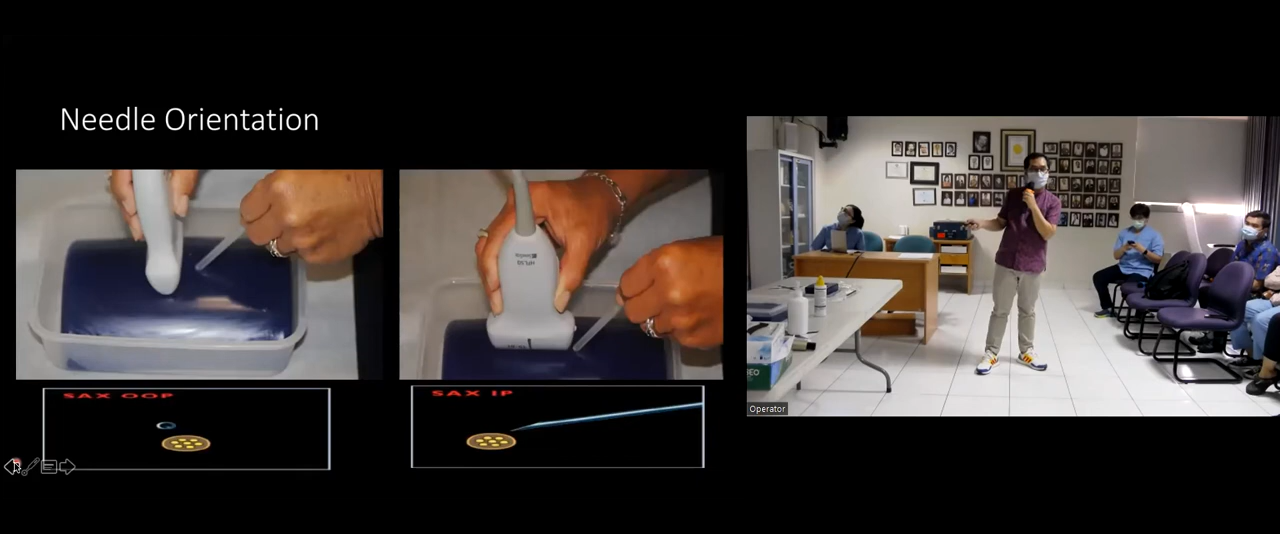 Needle Orientation
SAX OOP
SAX IP
Operator